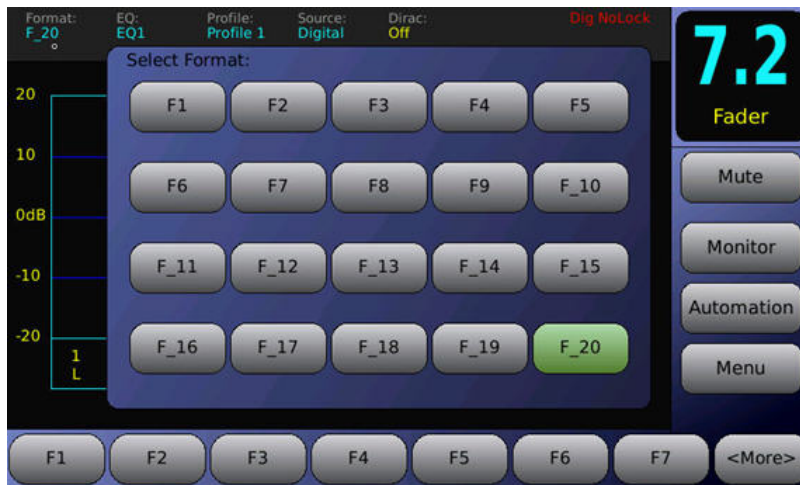 Format: EQ: Profile: Source: Dirac: Dig NoLock
F_20 EQ1 Profile 1 Digital Off
7.2
Fader
Select Format:
F1 F2 F3 F4 F5
F6 F7 F8 F9 F_10
F_11 F_12 F_13 F_14 F_15
F_16 F_17 F_18 F_19 F_20
20
10
0dB
-10
-20
1
L
Mute
Monitor
Automation
Menu
F1 F2 F3 F4 F5 F6 F7 <More>